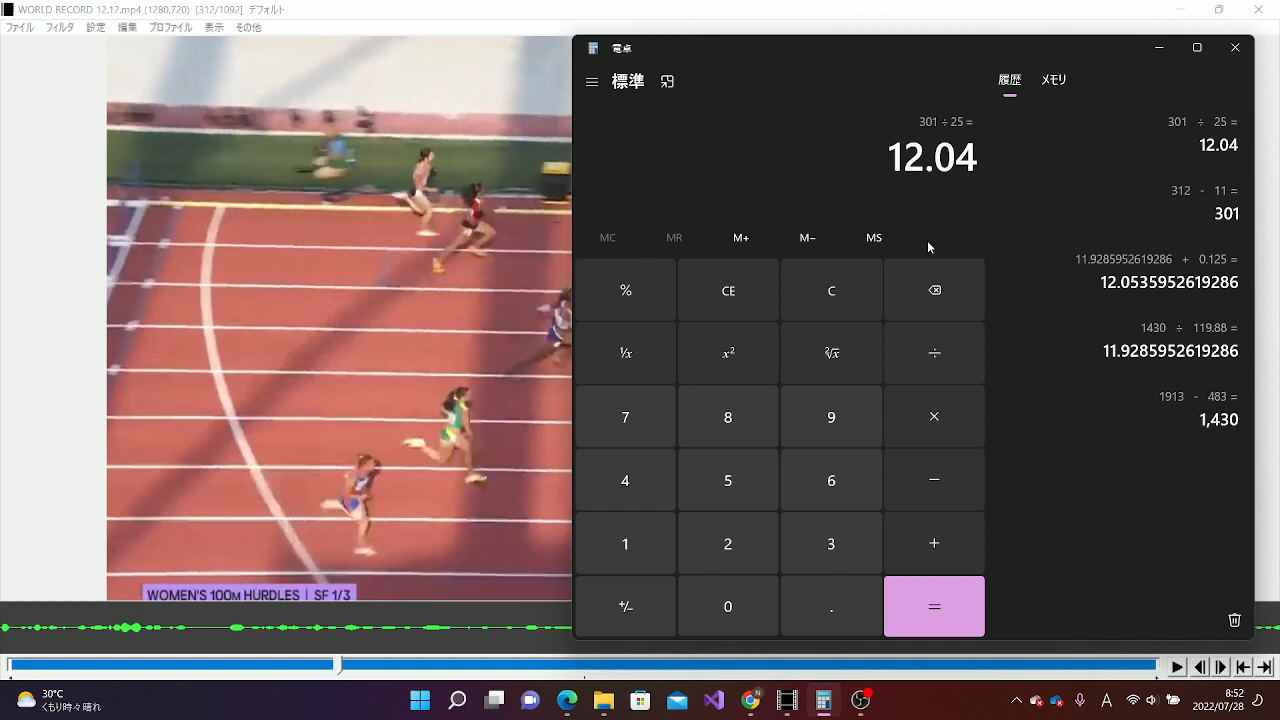 WORLD RECORD 12.12.mp4 (1280,720) [312/1092] デフォルト
ファイル フィルタ 設定 編集 プロファイル 表示 その他
電卓
標準
履歴 メモリ
301 ÷ 25 =
12.04
301 ÷ 25 =
12.04
312 - 11 =
301
11.9285952619286 + 0.125 =
12.0535952619286
1430 ÷ 119.88 =
11.9285952619286
1913 - 483 =
1,430
MC MR M+ M− MS
% CE C
¹/x x² ²√x ÷
7 8 9 ×
4 5 6 −
1 2 3 +
+/− 0 . =
WOMEN'S 100M HURDLES | SF 1/3
30°C
くもり時々晴れ
N
A
8:52
2022/07/28